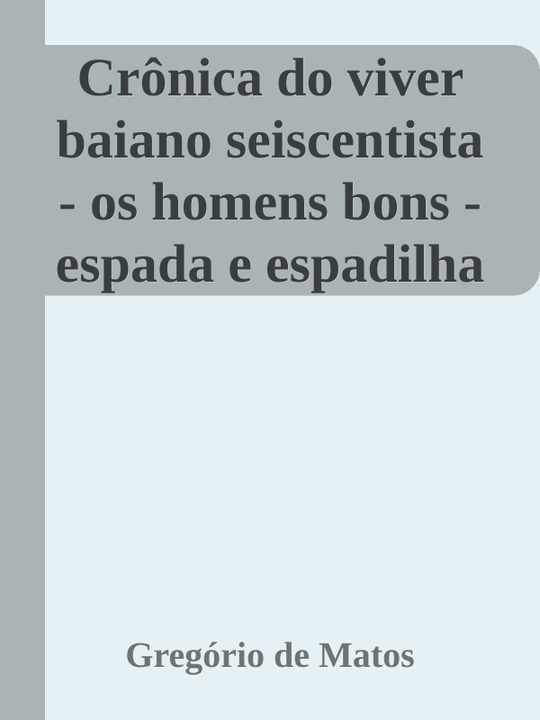 Crônica do viver
baiano seiscentista
- os homens bons -
espada e espadilha
Gregório de Matos